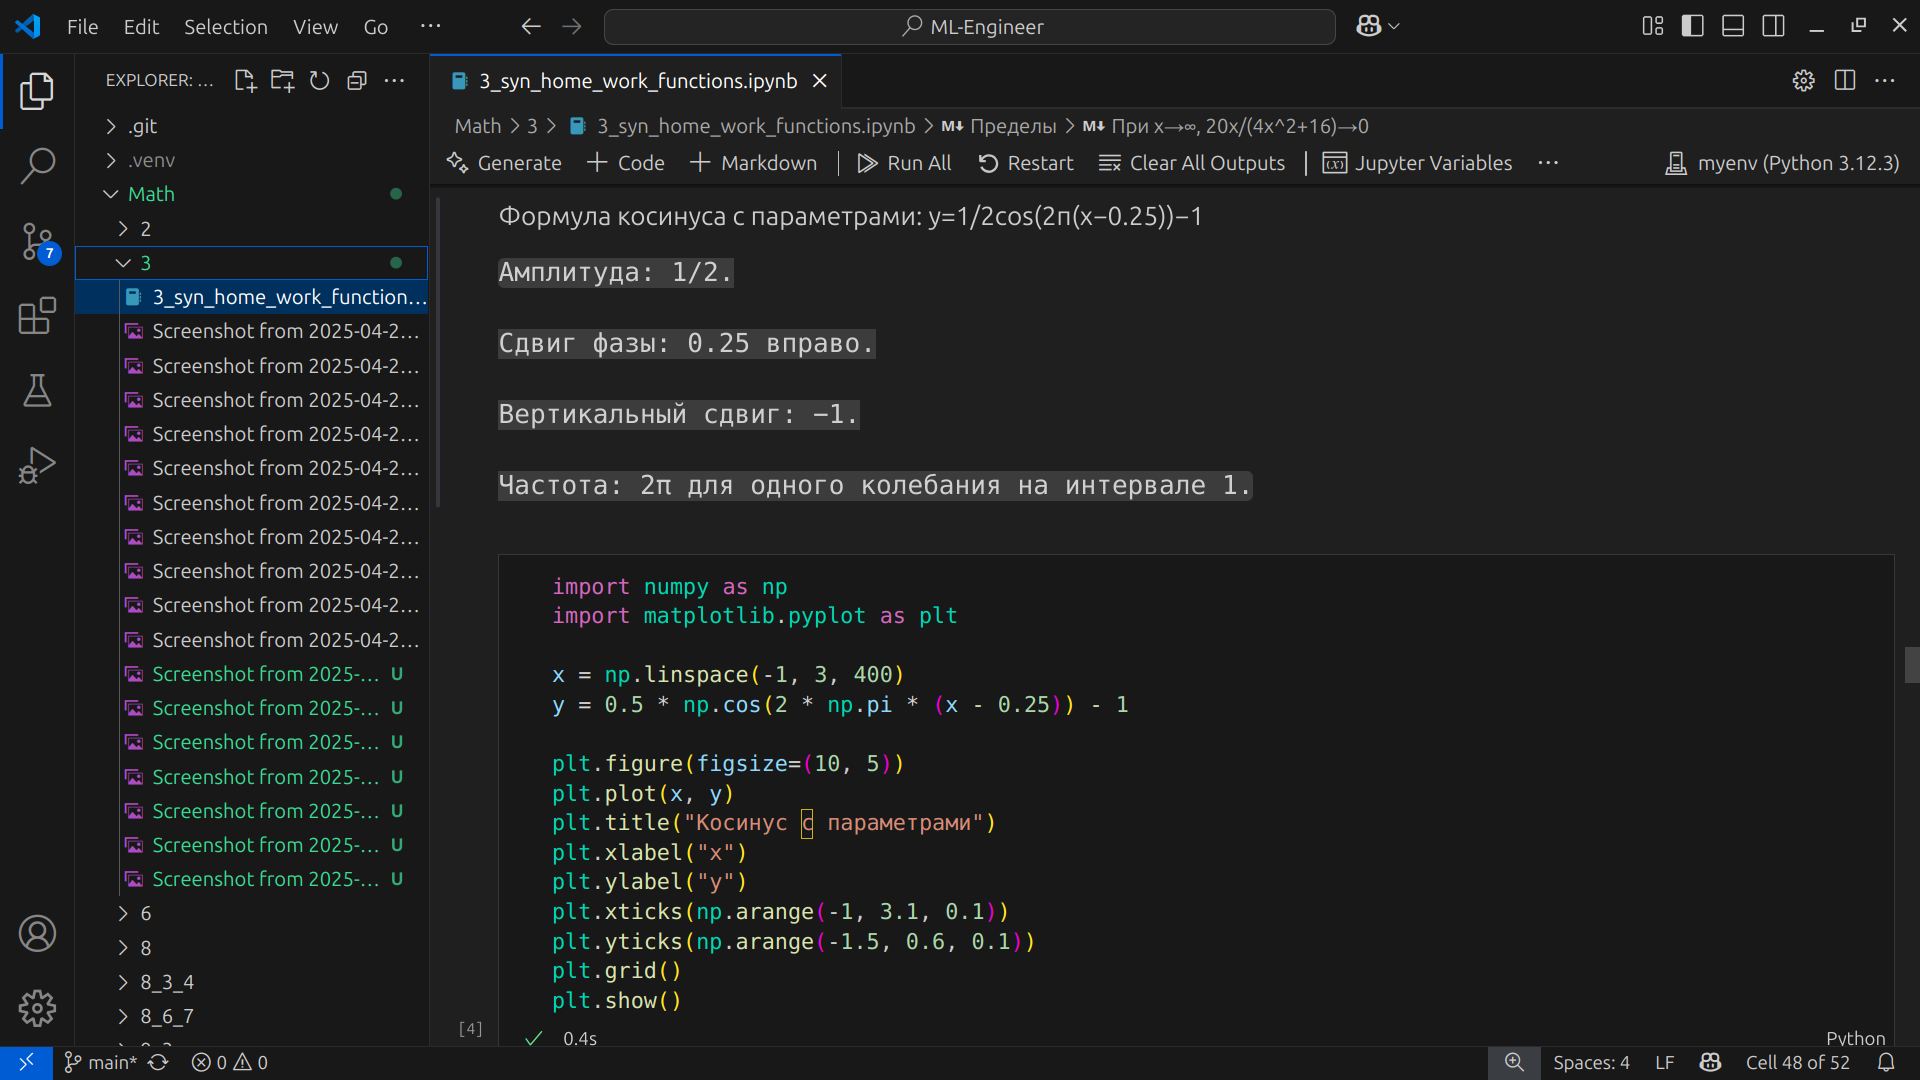 File Edit Selection View Go ···
ML-Engineer
EXPLORER: ...
3_syn_home_work_functions.ipynb
Math > 3 > 3_syn_home_work_functions.ipynb > M↓ Пределы > M↓ При x→∞, 20x/(4x^2+16)→0
Generate + Code + Markdown Run All Restart Clear All Outputs Jupyter Variables ··· myenv (Python 3.12.3)
.git
.venv
Math
2
3
3_syn_home_work_function...
Screenshot from 2025-04-2...
Screenshot from 2025-04-2...
Screenshot from 2025-04-2...
Screenshot from 2025-04-2...
Screenshot from 2025-04-2...
Screenshot from 2025-04-2...
Screenshot from 2025-04-2...
Screenshot from 2025-04-2...
Screenshot from 2025-04-2...
Screenshot from 2025-04-2...
Screenshot from 2025-... U
Screenshot from 2025-... U
Screenshot from 2025-... U
Screenshot from 2025-... U
Screenshot from 2025-... U
Screenshot from 2025-... U
Screenshot from 2025-... U
6
8
8_3_4
8_6_7
7
Формула косинуса с параметрами: y=1/2cos(2π(x−0.25))−1
Амплитуда: 1/2.
Сдвиг фазы: 0.25 вправо.
Вертикальный сдвиг: −1.
Частота: 2π для одного колебания на интервале 1.
import numpy as np
import matplotlib.pyplot as plt
x = np.linspace(-1, 3, 400)
y = 0.5 * np.cos(2 * np.pi * (x - 0.25)) - 1
plt.figure(figsize=(10, 5))
plt.plot(x, y)
plt.title("Косинус с параметрами")
plt.xlabel("x")
plt.ylabel("y")
plt.xticks(np.arange(-1, 3.1, 0.1))
plt.yticks(np.arange(-1.5, 0.6, 0.1))
plt.grid()
plt.show()
[4]
0.4s
Python
main* 0 0 Spaces: 4 LF Cell 48 of 52